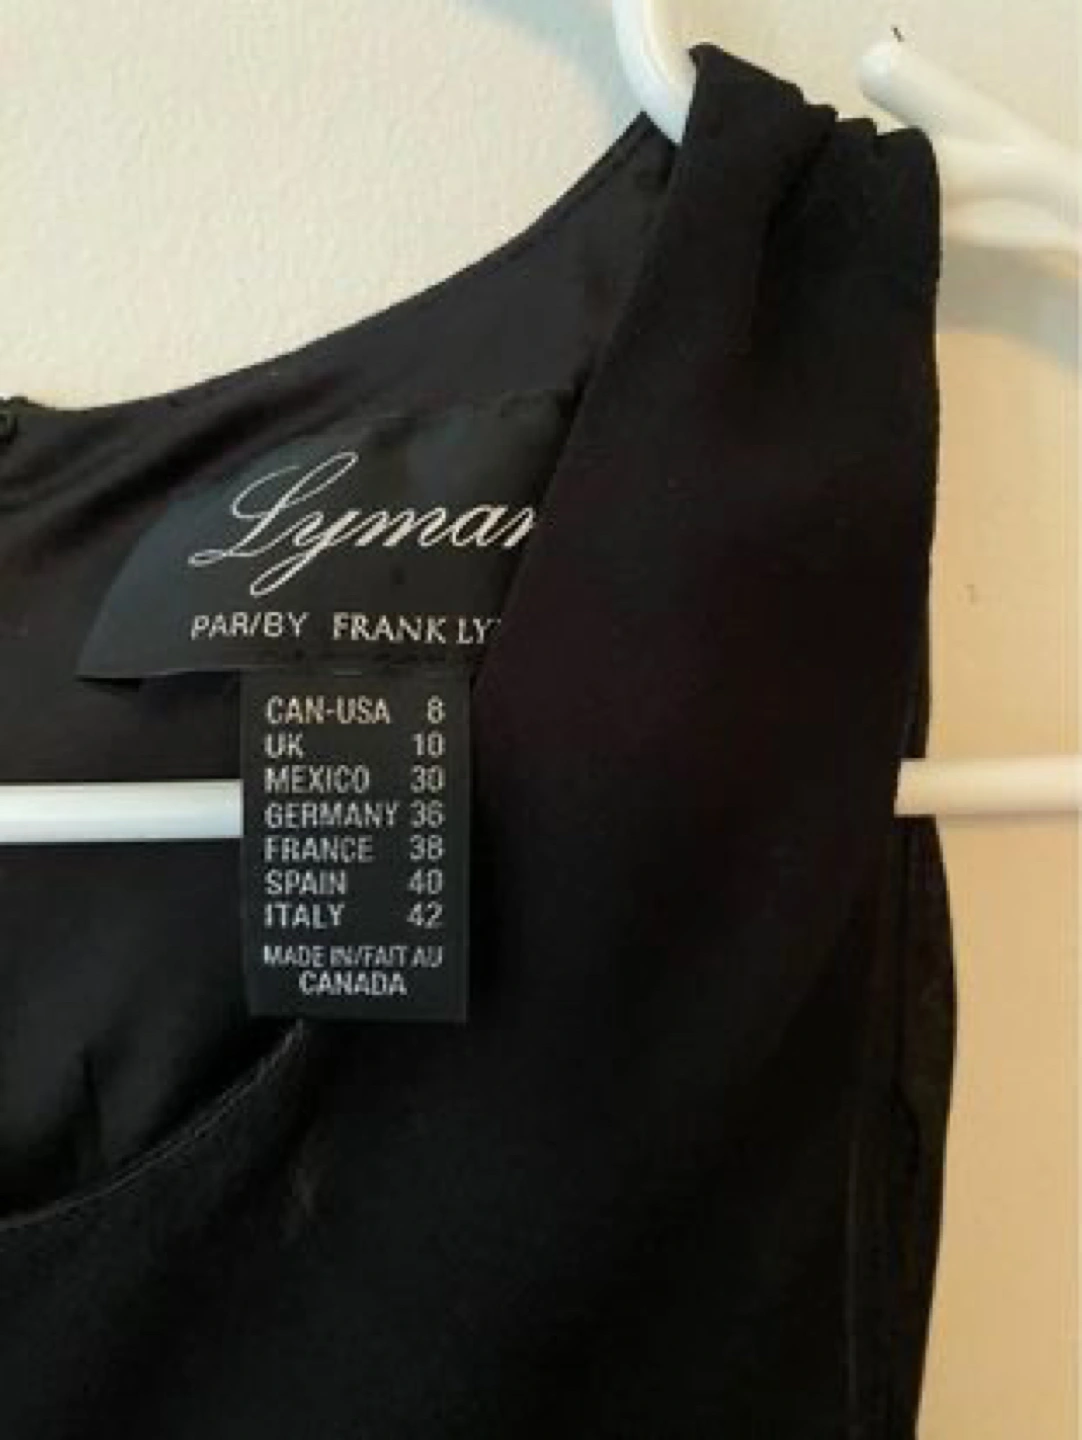 Lyman
PAR/BY FRANK LY
CAN-USA 8
UK 10
MEXICO 30
GERMANY 36
FRANCE 38
SPAIN 40
ITALY 42
MADE IN/FAIT AU
CANADA